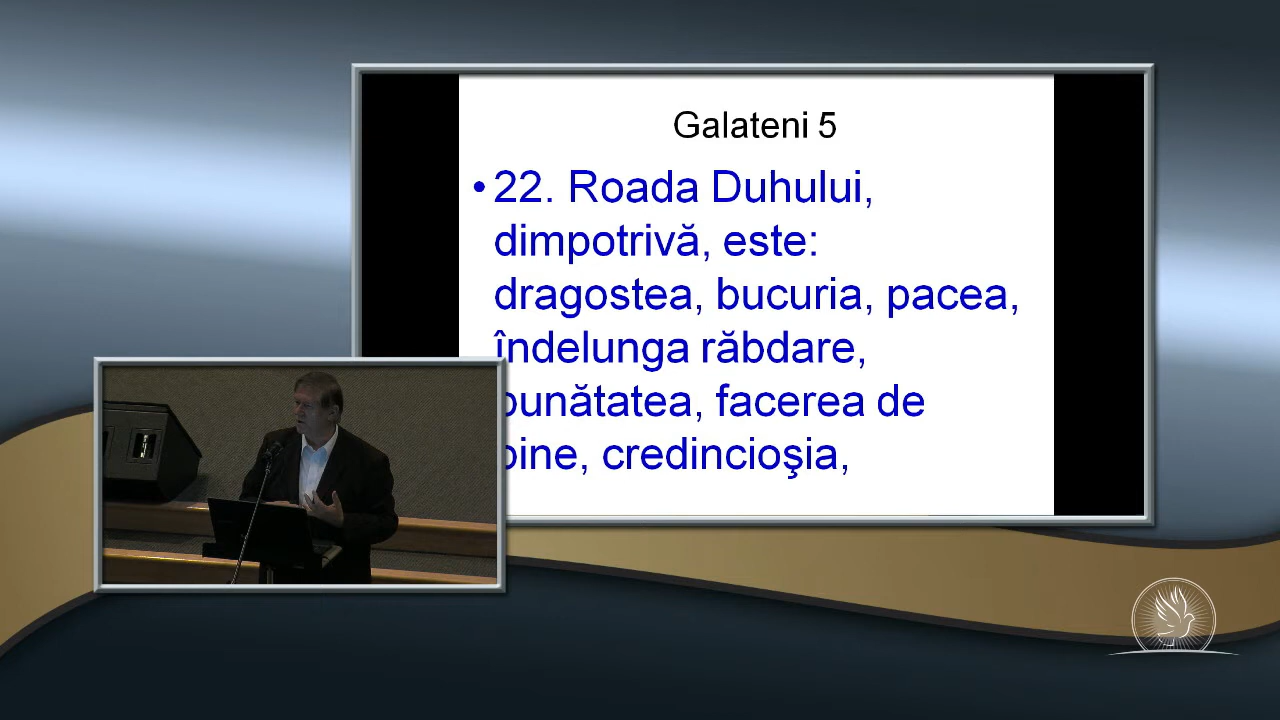 Galateni 5
• 22. Roada Duhului,
dimpotrivă, este:
dragostea, bucuria, pacea,
îndelunga răbdare,
bunătatea, facerea de
bine, credincioşia,